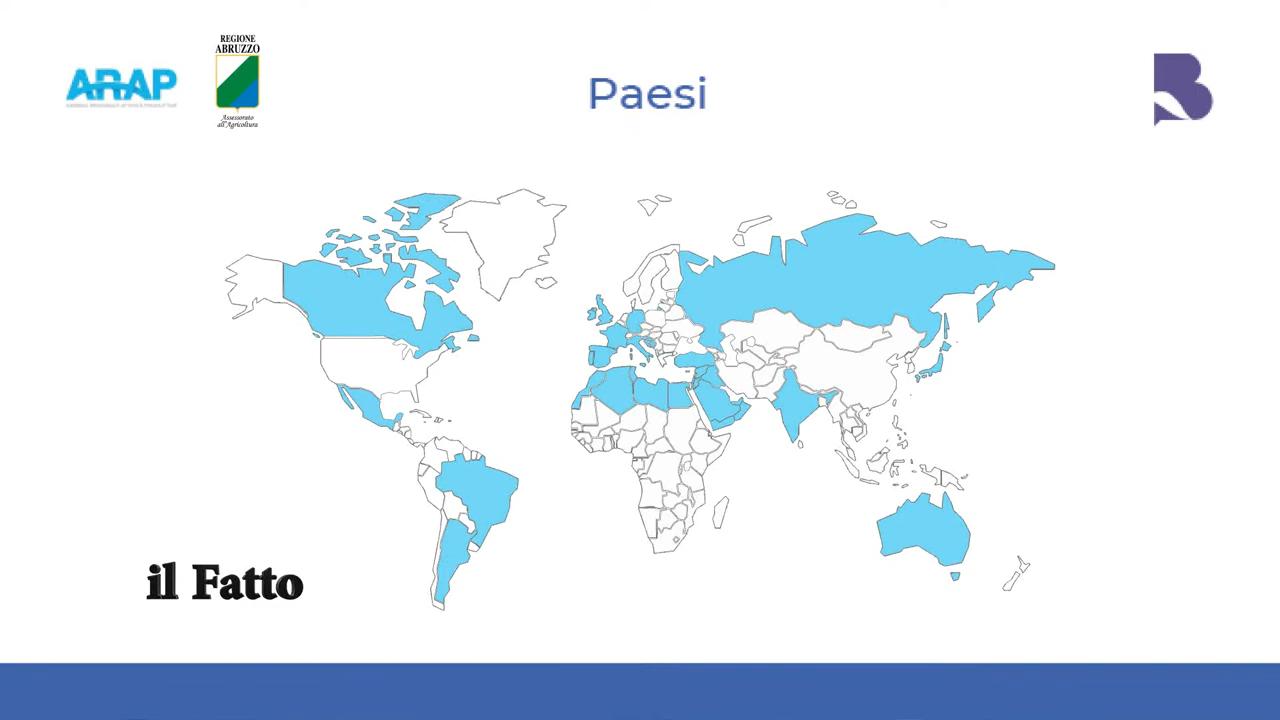 ARAP
REGIONE
ABRUZZO
Assessorato
all'Agricoltura
Paesi
il Fatto